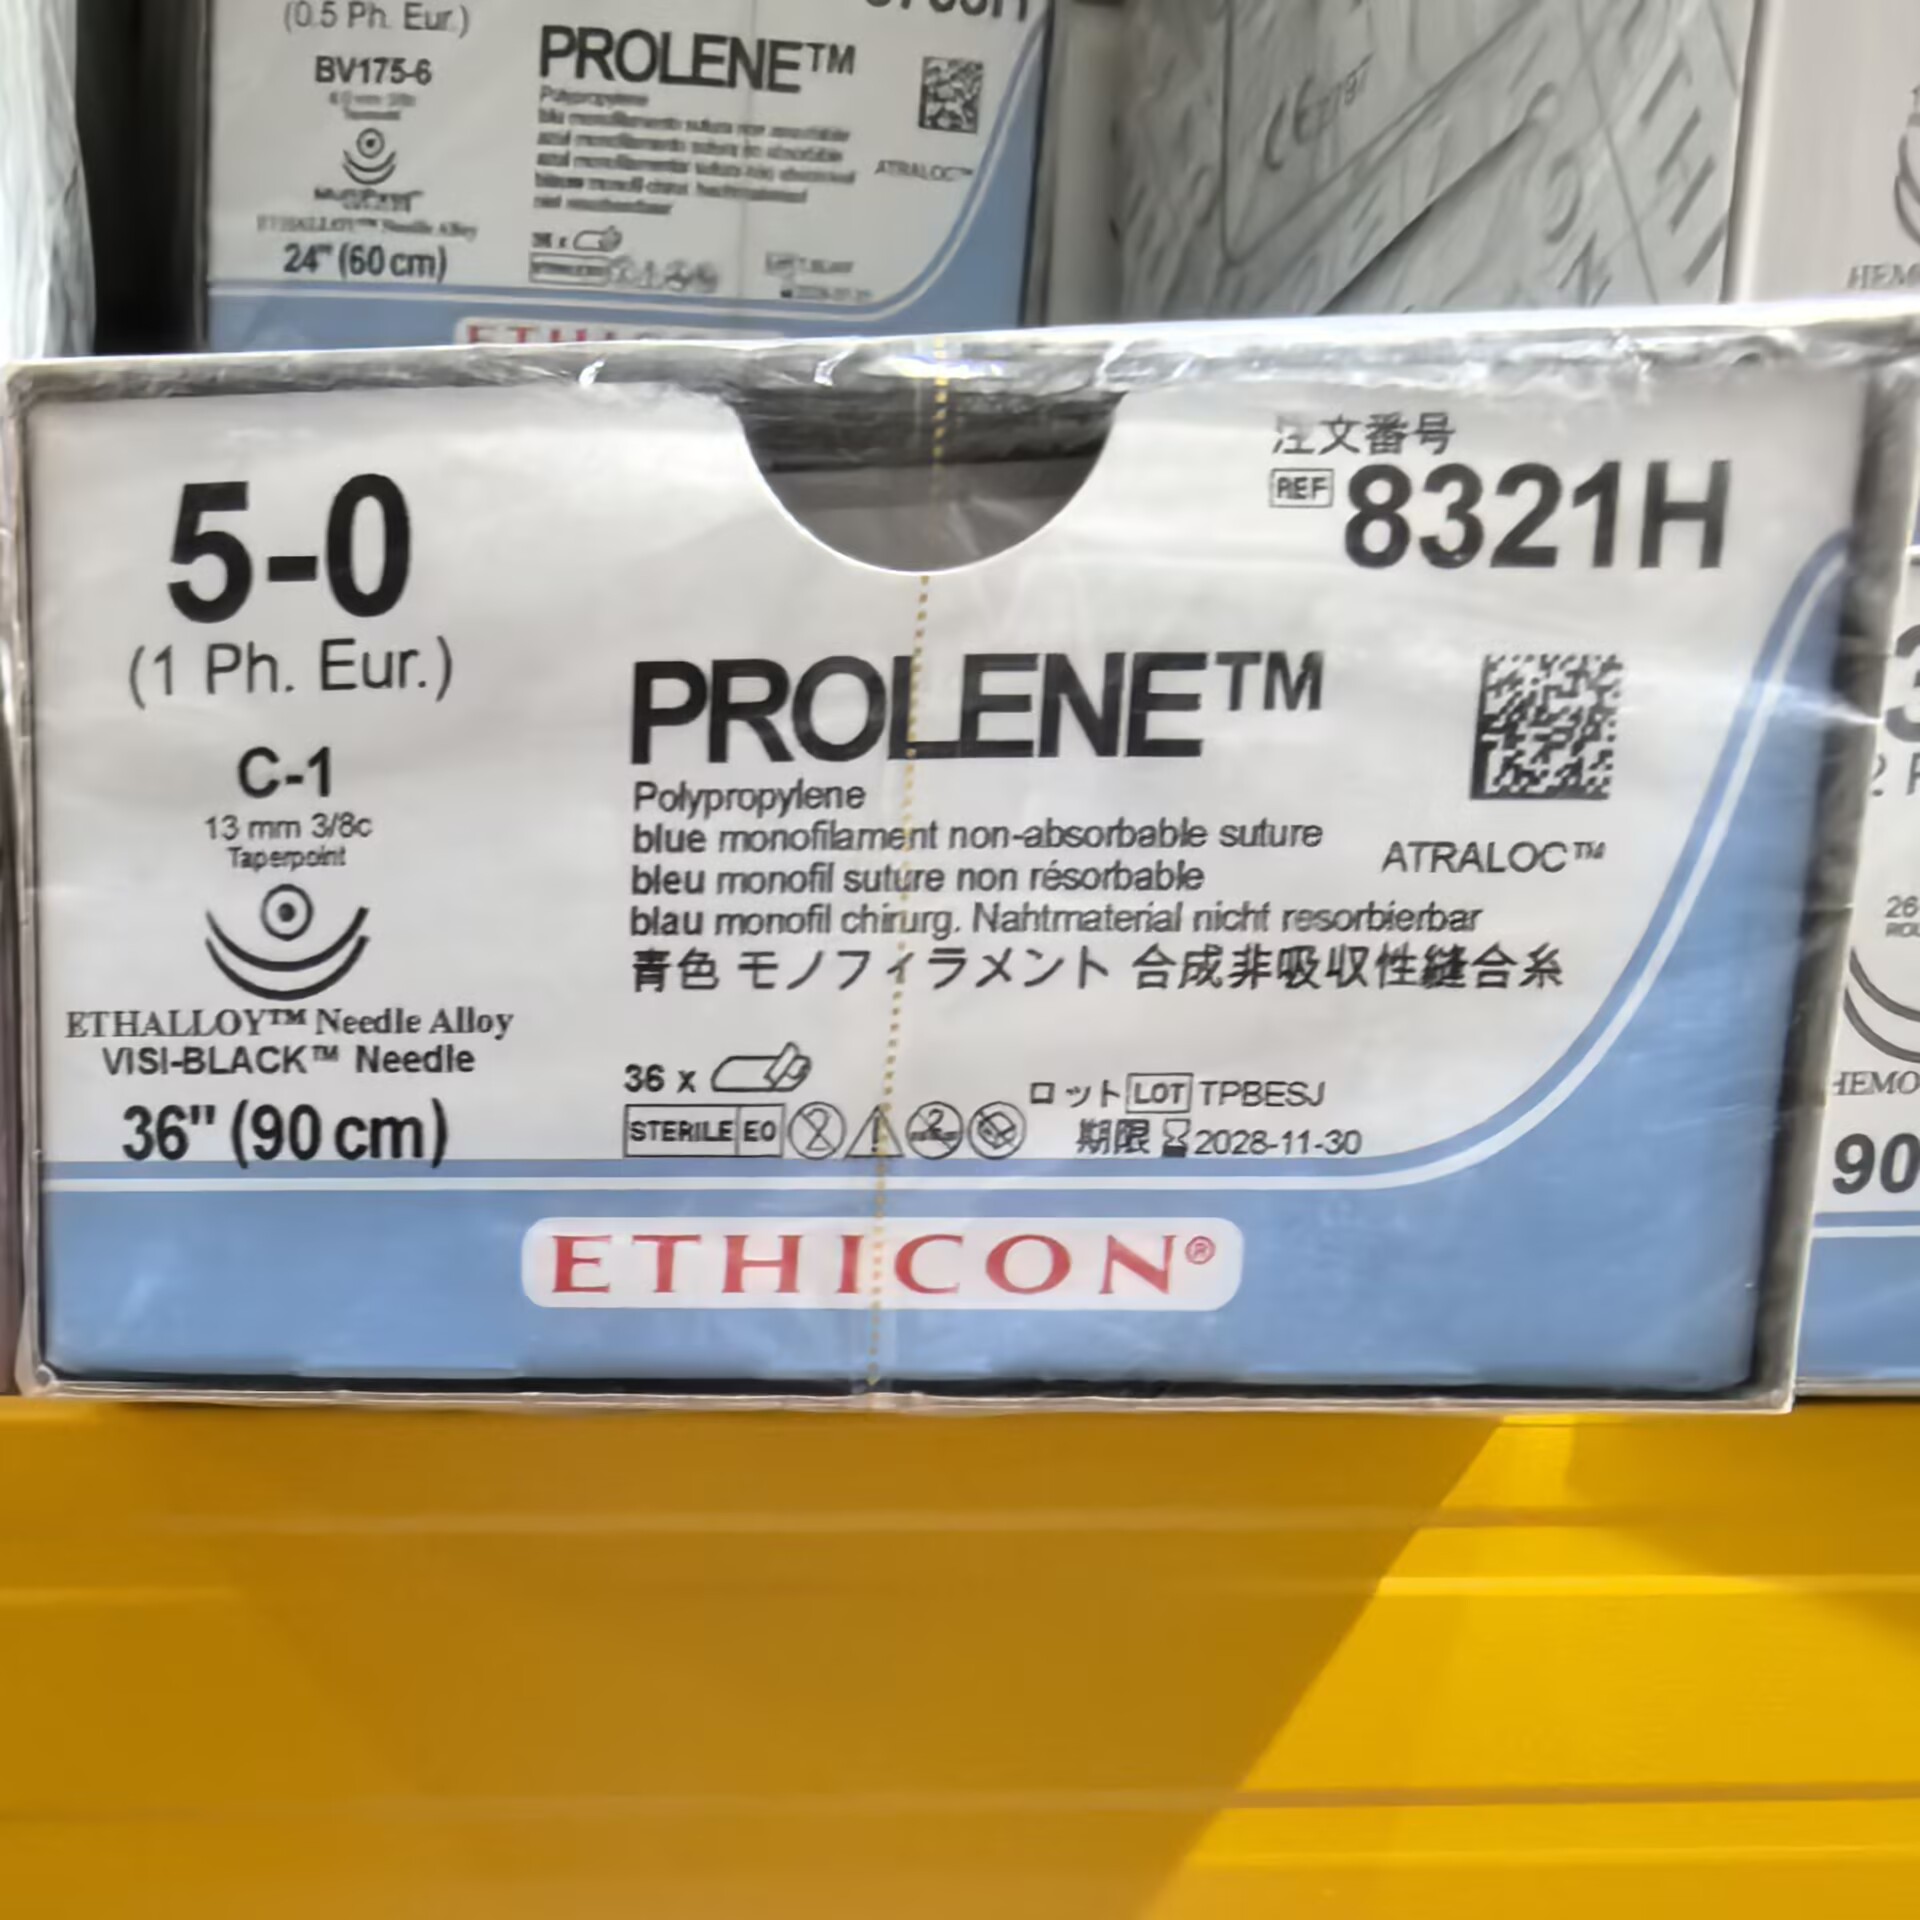 (0.5 Ph. Eur.)
BV175-6
24" (60 cm)
PROLENE™
Polypropylene
ATRALOC™
36 x
5-0
(1 Ph. Eur.)
C-1
13 mm 3/8c
Taperpoint
ETHALLOY™ Needle Alloy
VISI-BLACK™ Needle
36" (90 cm)
注文番号
REF 8321H
PROLENE™
Polypropylene
blue monofilament non-absorbable suture
bleu monofil suture non résorbable
blau monofil chirurg. Nahtmaterial nicht resorbierbar
青色 モノフィラメント 合成非吸収性縫合糸
ATRALOC™
36 x
STERILE EO
ロット LOT TPBESJ
期限 2028-11-30
ETHICON®
26
90